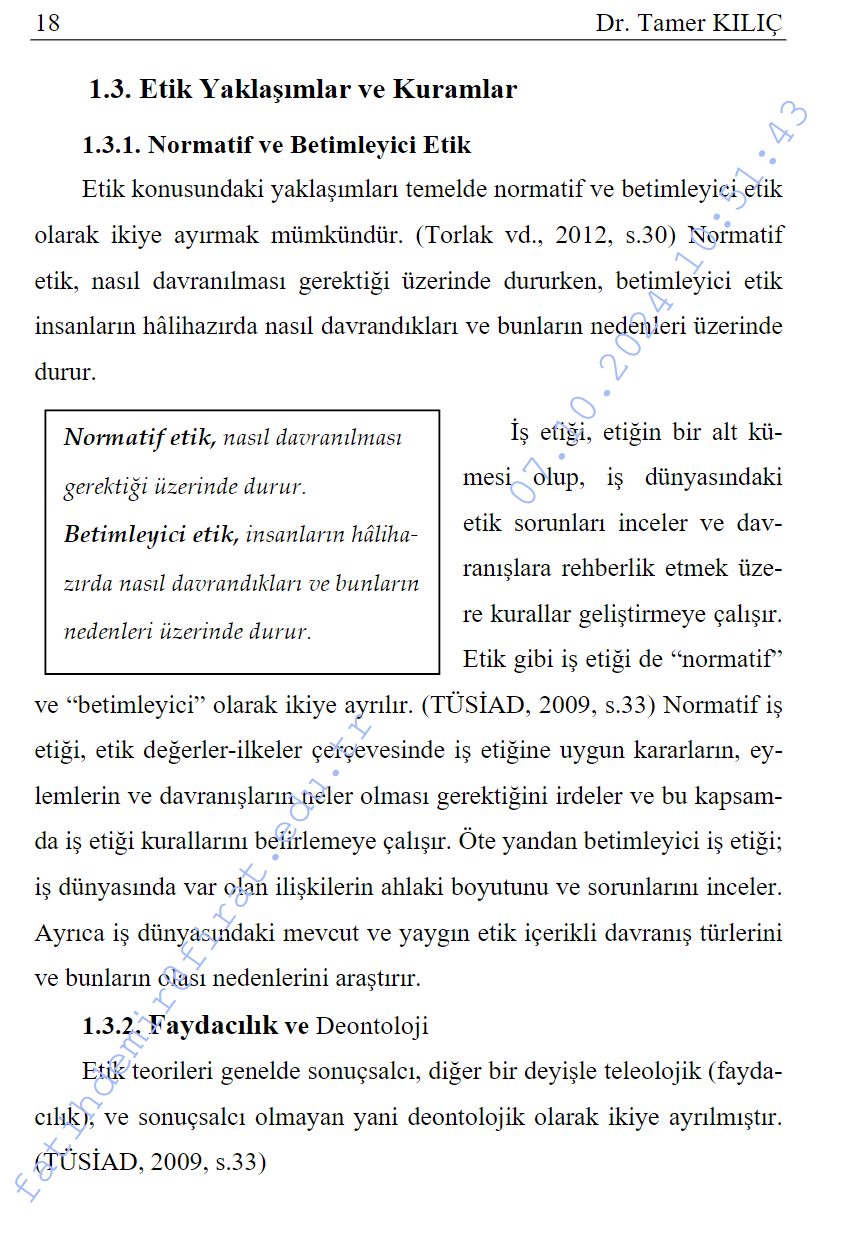 18 Dr. Tamer KILIÇ
1.3. Etik Yaklaşımlar ve Kuramlar
1.3.1. Normatif ve Betimleyici Etik
Etik konusundaki yaklaşımları temelde normatif ve betimleyici etik
olarak ikiye ayırmak mümkündür. (Torlak vd., 2012, s.30) Normatif
etik, nasıl davranılması gerektiği üzerinde dururken, betimleyici etik
insanların hâlihazırda nasıl davrandıkları ve bunların nedenleri üzerinde
durur.
Normatif etik, nasıl davranılması
gerektiği üzerinde durur.
Betimleyici etik, insanların hâliha-
zırda nasıl davrandıkları ve bunların
nedenleri üzerinde durur.
İş etiği, etiğin bir alt kü-
mesi olup, iş dünyasındaki
etik sorunları inceler ve dav-
ranışlara rehberlik etmek üze-
re kurallar geliştirmeye çalışır.
Etik gibi iş etiği de “normatif”
ve “betimleyici” olarak ikiye ayrılır. (TÜSİAD, 2009, s.33) Normatif iş
etiği, etik değerler-ilkeler çerçevesinde iş etiğine uygun kararların, ey-
lemlerin ve davranışların neler olması gerektiğini irdeler ve bu kapsam-
da iş etiği kurallarını belirlemeye çalışır. Öte yandan betimleyici iş etiği;
iş dünyasında var olan ilişkilerin ahlaki boyutunu ve sorunlarını inceler.
Ayrıca iş dünyasındaki mevcut ve yaygın etik içerikli davranış türlerini
ve bunların olası nedenlerini araştırır.
1.3.2. Faydacılık ve Deontoloji
Etik teorileri genelde sonuçsalcı, diğer bir deyişle teleolojik (fayda-
cılık), ve sonuçsalcı olmayan yani deontolojik olarak ikiye ayrılmıştır.
(TÜSİAD, 2009, s.33)
fatihdemirafirat.edu.tr 07.10.2024 10:51:43